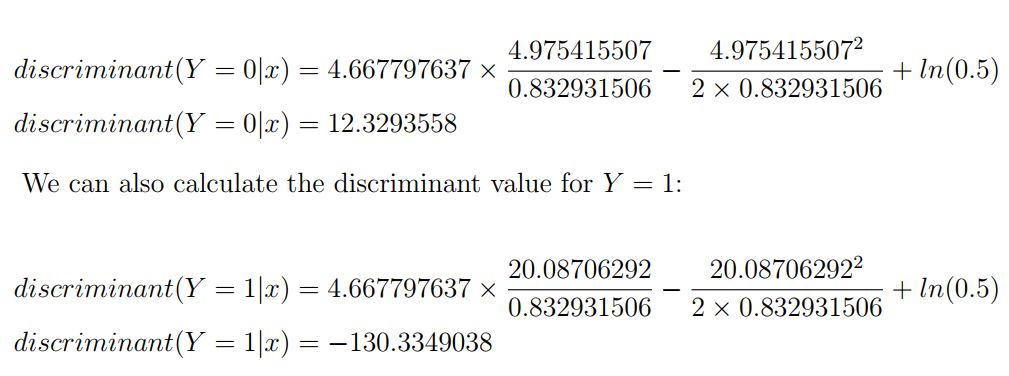 discriminant(Y = 0|x) = 4.667797637 × 4.975415507/0.832931506 − 4.975415507²/2 × 0.832931506 + ln(0.5)
discriminant(Y = 0|x) = 12.3293558
We can also calculate the discriminant value for Y = 1:
discriminant(Y = 1|x) = 4.667797637 × 20.08706292/0.832931506 − 20.08706292²/2 × 0.832931506 + ln(0.5)
discriminant(Y = 1|x) = −130.3349038